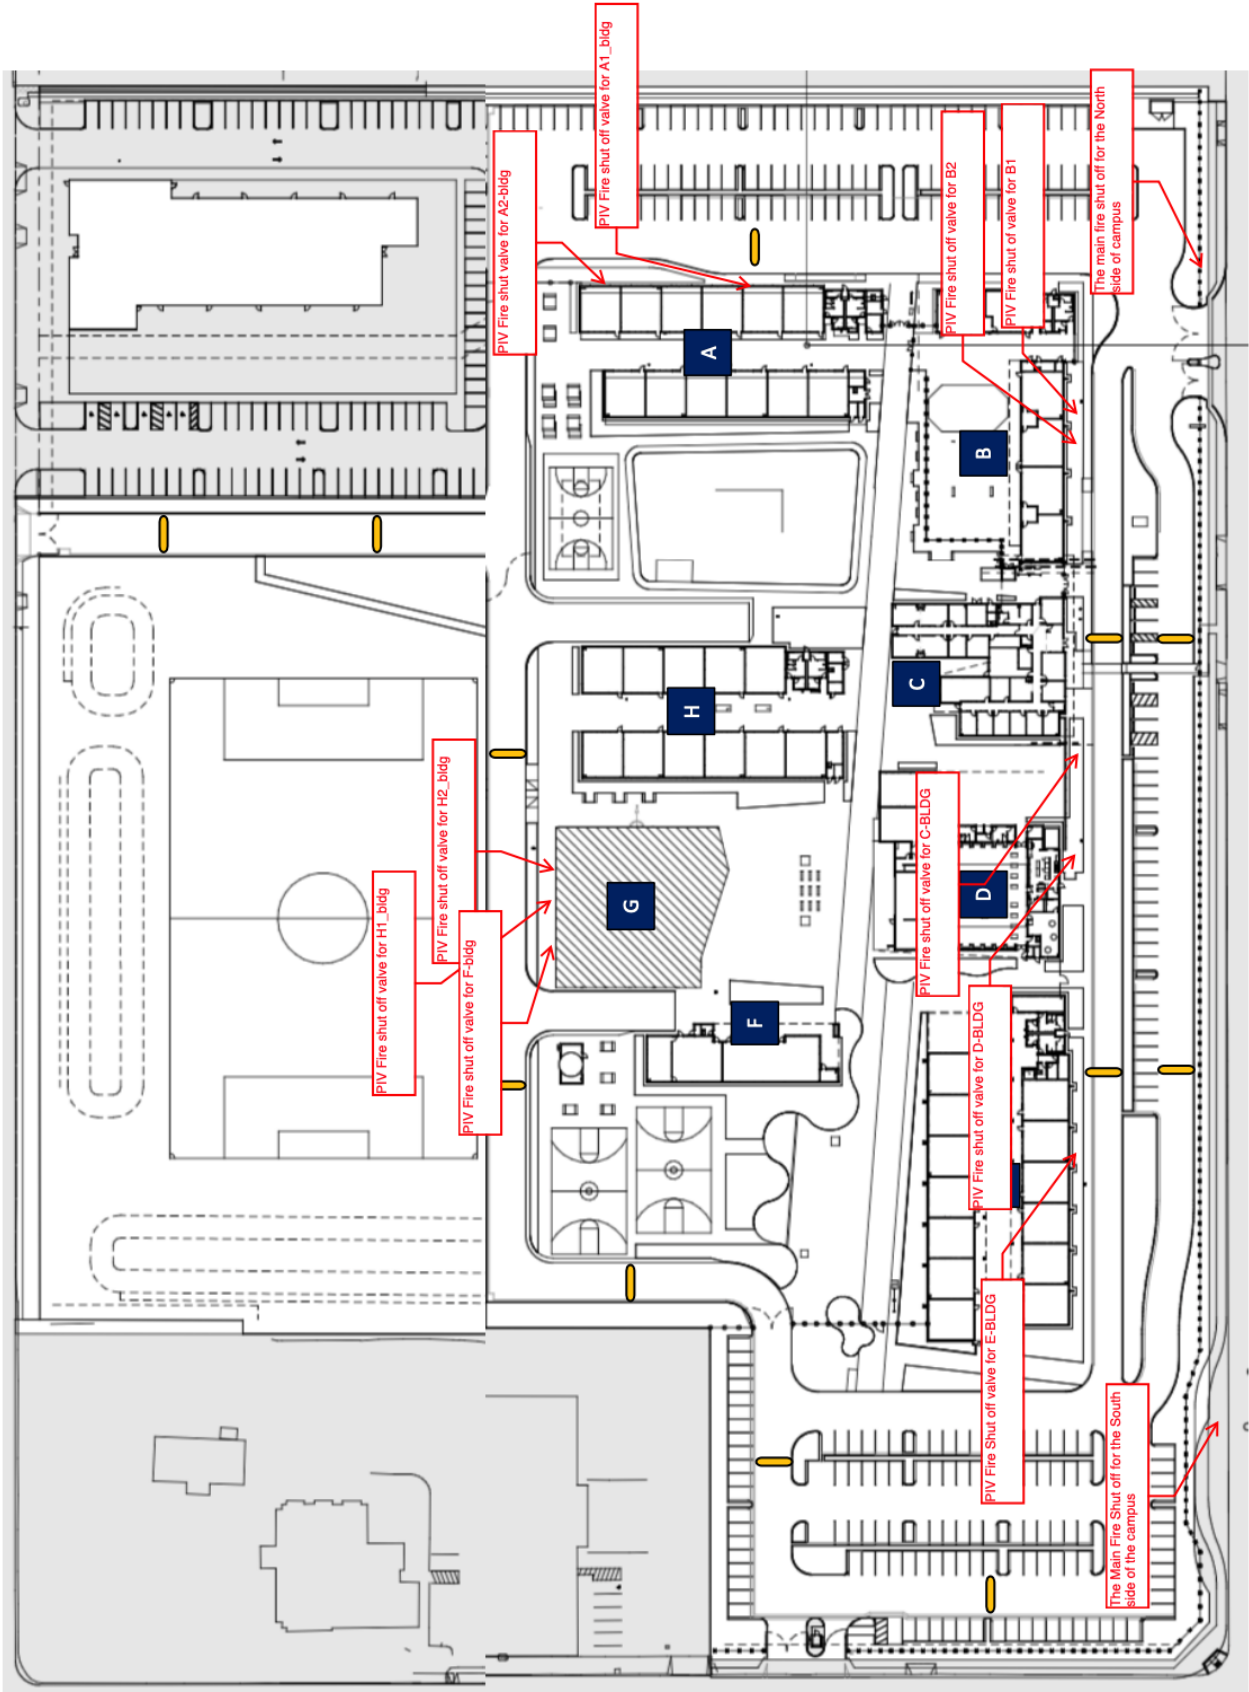 PIV Fire shut off valve for A1_bldg
PIV Fire shut valve for A2-bldg
PIV Fire shut off valve for B2
PIV Fire shut of valve for B1
The main fire shut off for the North
side of campus
A
B
C
H
PIV Fire shut off valve for H2_bldg
PIV Fire shut off valve for H1_bldg
PIV Fire shut off valve for F-bldg
PIV Fire shut off valve for C-BLDG
G
D
F
PIV Fire shut off valve for D-BLDG
PIV Fire Shut off valve for E-BLDG
The Main Fire Shut off for the South
side of the campus